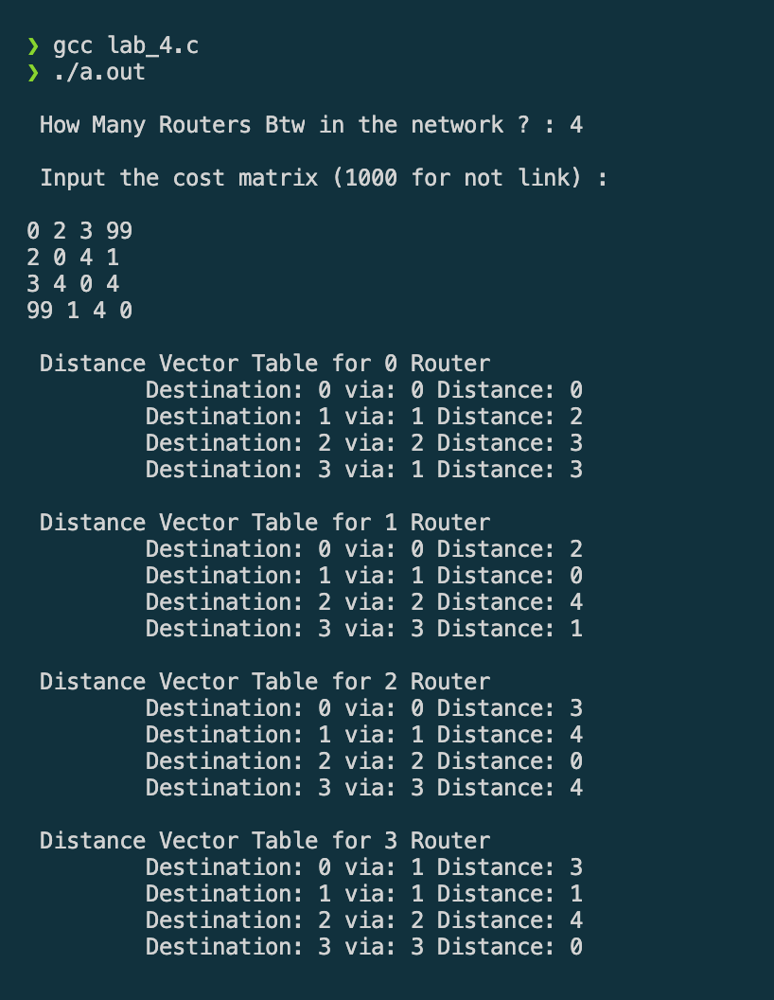 ❯ gcc lab_4.c
❯ ./a.out
How Many Routers Btw in the network ? : 4
Input the cost matrix (1000 for not link) :
0 2 3 99
2 0 4 1
3 4 0 4
99 1 4 0
Distance Vector Table for 0 Router
Destination: 0 via: 0 Distance: 0
Destination: 1 via: 1 Distance: 2
Destination: 2 via: 2 Distance: 3
Destination: 3 via: 1 Distance: 3
Distance Vector Table for 1 Router
Destination: 0 via: 0 Distance: 2
Destination: 1 via: 1 Distance: 0
Destination: 2 via: 2 Distance: 4
Destination: 3 via: 3 Distance: 1
Distance Vector Table for 2 Router
Destination: 0 via: 0 Distance: 3
Destination: 1 via: 1 Distance: 4
Destination: 2 via: 2 Distance: 0
Destination: 3 via: 3 Distance: 4
Distance Vector Table for 3 Router
Destination: 0 via: 1 Distance: 3
Destination: 1 via: 1 Distance: 1
Destination: 2 via: 2 Distance: 4
Destination: 3 via: 3 Distance: 0